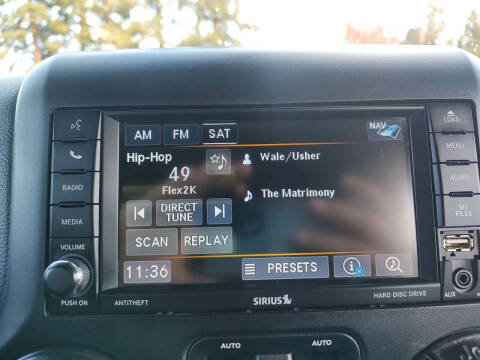 AM FM SAT NAV
LOAD
MENU
AUDIO
MY
FILES
RADIO
MEDIA
VOLUME
PUSH ON
Hip-Hop
49
Flex2K
Wale/Usher
The Matrimony
DIRECT
TUNE
SCAN REPLAY
11:36 PRESETS
ANTITHEFT SIRIUS HARD DISC DRIVE
AUX
AUTO AUTO